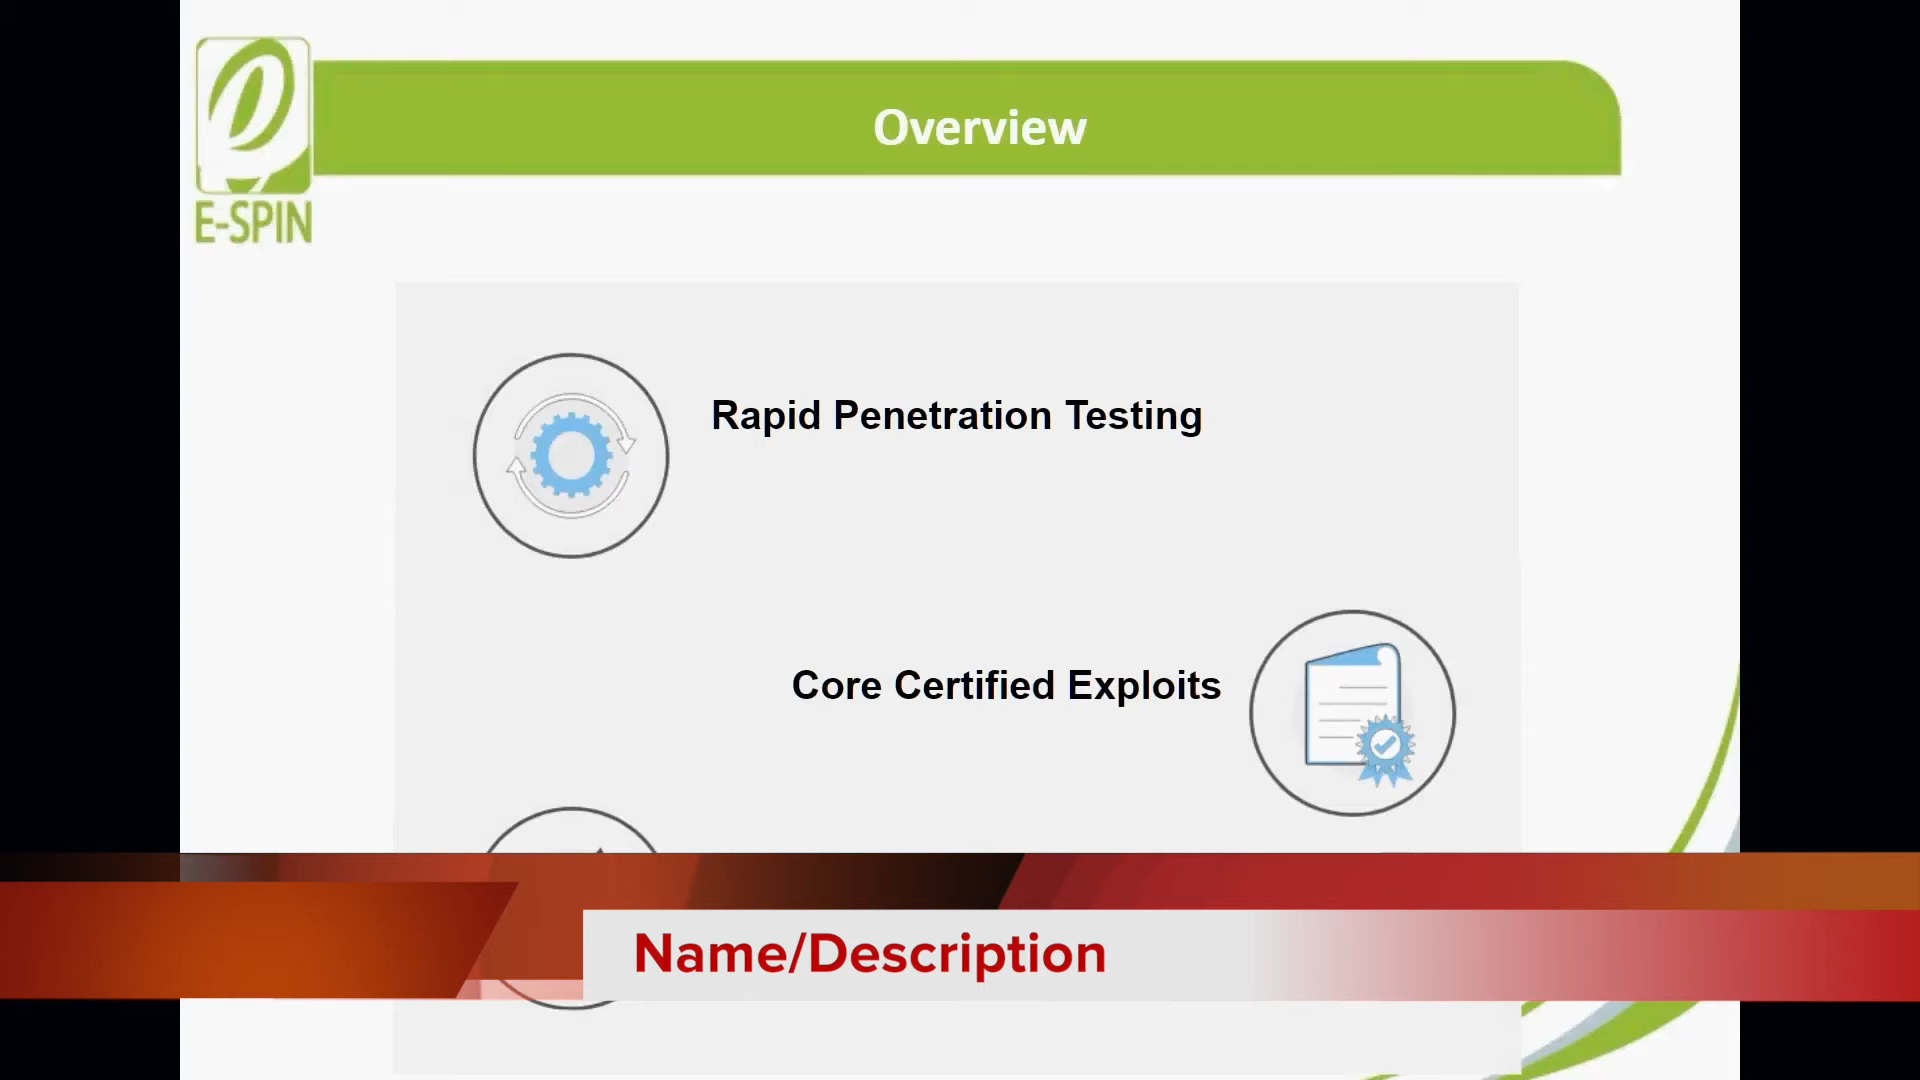 Overview
E-SPIN
Rapid Penetration Testing
Core Certified Exploits
Name/Description